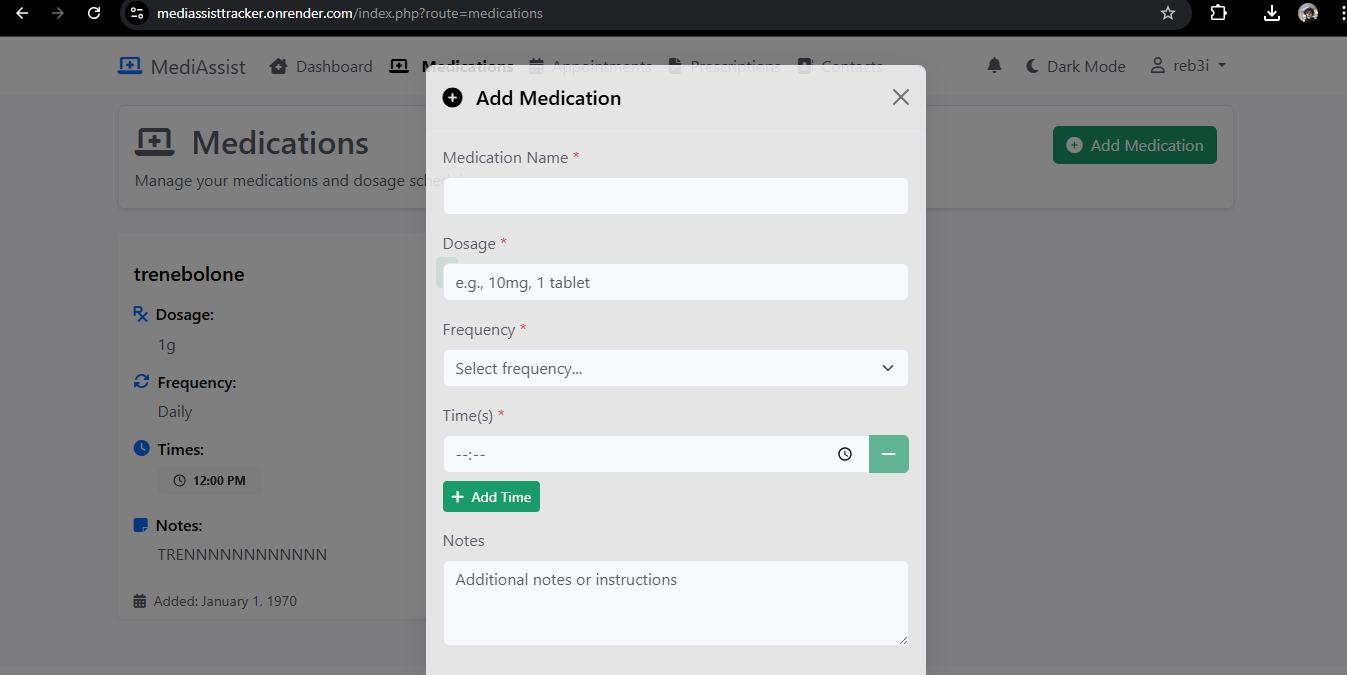 mediassisttracker.onrender.com/index.php?route=medications
MediAssist Dashboard Medications Appointments Prescriptions Contacts Dark Mode reb3i
Add Medication
Medications
Manage your medications and dosage
Add Medication
Medication Name *
Dosage *
e.g., 10mg, 1 tablet
Frequency *
Select frequency...
Time(s) *
--:--
Add Time
Notes
Additional notes or instructions
trenebolone
Dosage:
1g
Frequency:
Daily
Times:
12:00 PM
Notes:
TRENNNNNNNNNNNN
Added: January 1, 1970